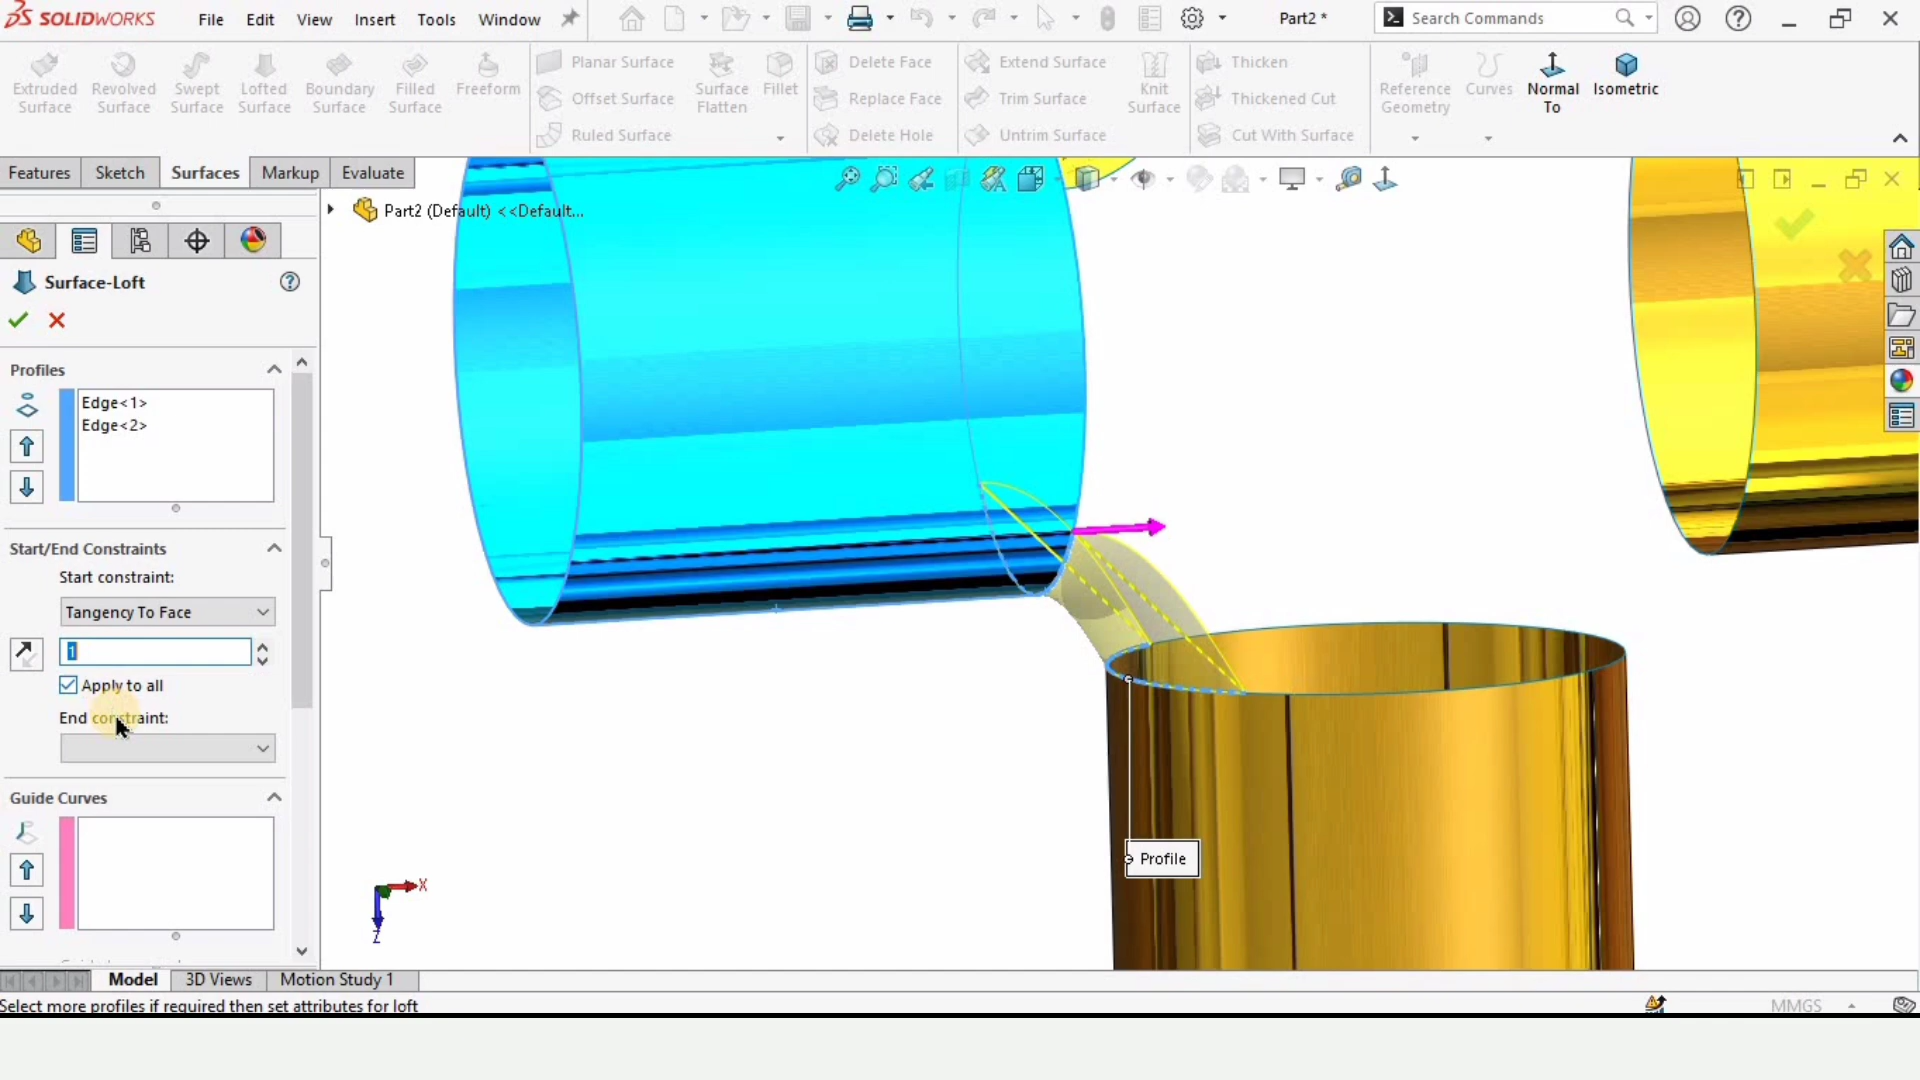 SOLIDWORKS
File Edit View Insert Tools Window
Part2 *
Search Commands
Extruded Surface
Revolved Surface
Swept Surface
Lofted Surface
Boundary Surface
Filled Surface
Freeform
Planar Surface
Offset Surface
Ruled Surface
Surface Flatten
Fillet
Delete Face
Replace Face
Delete Hole
Extend Surface
Trim Surface
Untrim Surface
Knit Surface
Thicken
Thickened Cut
Cut With Surface
Reference Geometry
Curves
Normal To
Isometric
Features Sketch Surfaces Markup Evaluate
Part2 (Default) <<Default...
Surface-Loft
Profiles
Edge<1>
Edge<2>
Start/End Constraints
Start constraint:
Tangency To Face
1
Apply to all
End constraint:
Guide Curves
Profile
X
Z
Model 3D Views Motion Study 1
Select more profiles if required then set attributes for loft
MMGS